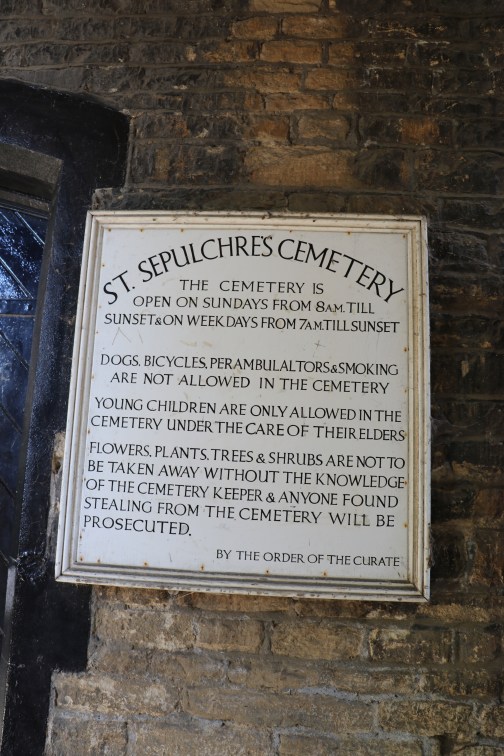 ST. SEPULCHRE'S CEMETERY
THE CEMETERY IS
OPEN ON SUNDAYS FROM 8A.M. TILL
SUNSET & ON WEEKDAYS FROM 7A.M. TILL SUNSET
DOGS, BICYCLES, PERAMBULALTORS & SMOKING
ARE NOT ALLOWED IN THE CEMETERY
YOUNG CHILDREN ARE ONLY ALLOWED IN THE
CEMETERY UNDER THE CARE OF THEIR ELDERS
FLOWERS, PLANTS, TREES & SHRUBS ARE NOT TO
BE TAKEN AWAY WITHOUT THE KNOWLEDGE
OF THE CEMETERY KEEPER & ANYONE FOUND
STEALING FROM THE CEMETERY WILL BE
PROSECUTED.
BY THE ORDER OF THE CURATE